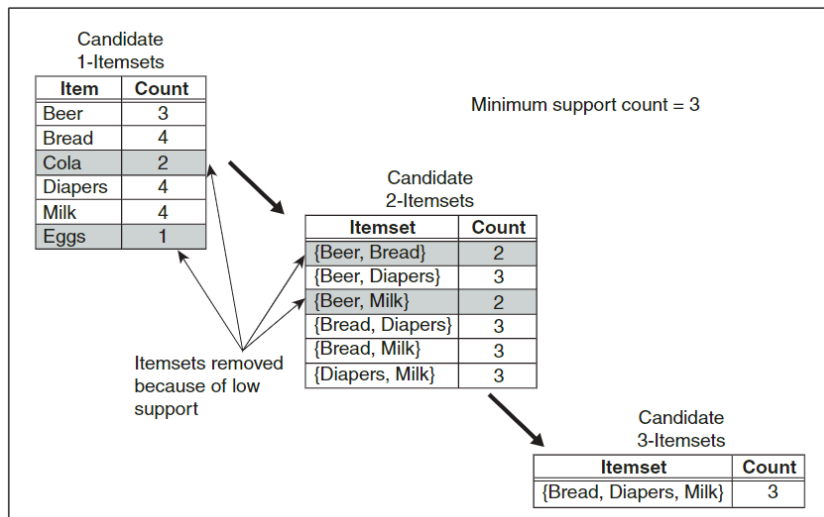 Candidate
1-Itemsets
Item Count
Beer 3
Bread 4
Cola 2
Diapers 4
Milk 4
Eggs 1
Minimum support count = 3
Candidate
2-Itemsets
Itemset Count
{Beer, Bread} 2
{Beer, Diapers} 3
{Beer, Milk} 2
{Bread, Diapers} 3
{Bread, Milk} 3
{Diapers, Milk} 3
Itemsets removed
because of low
support
Candidate
3-Itemsets
Itemset Count
{Bread, Diapers, Milk} 3